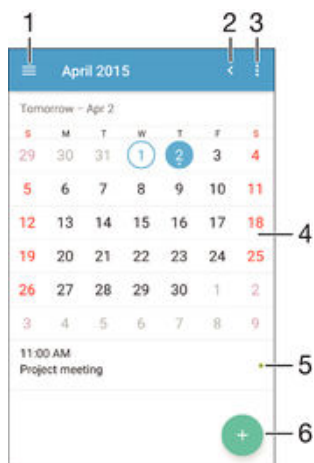 1 2 3
April 2015
Tomorrow – Apr 2
S M T W T F S
29 30 31 1 2 3 4
5 6 7 8 9 10 11
12 13 14 15 16 17 18
4
19 20 21 22 23 24 25
26 27 28 29 30 1 2
3 4 5 6 7 8 9
11:00 AM
Project meeting
5
+ 6